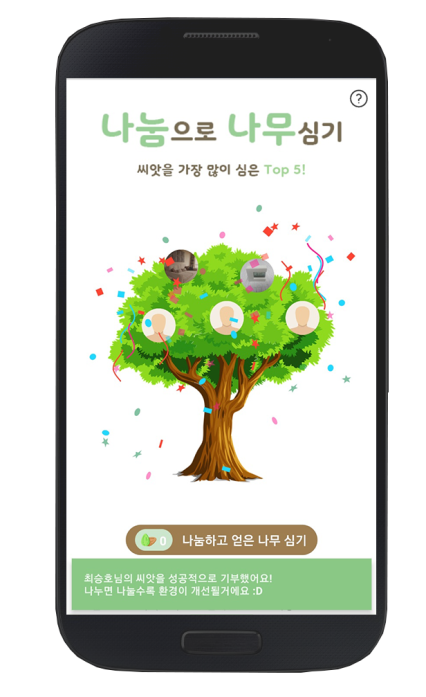 ?
나눔으로 나무심기
씨앗을 가장 많이 심은 Top 5!
0 나눔하고 얻은 나무 심기
최승호님의 씨앗을 성공적으로 기부했어요!
나누면 나눌수록 환경이 개선될거에요 :D